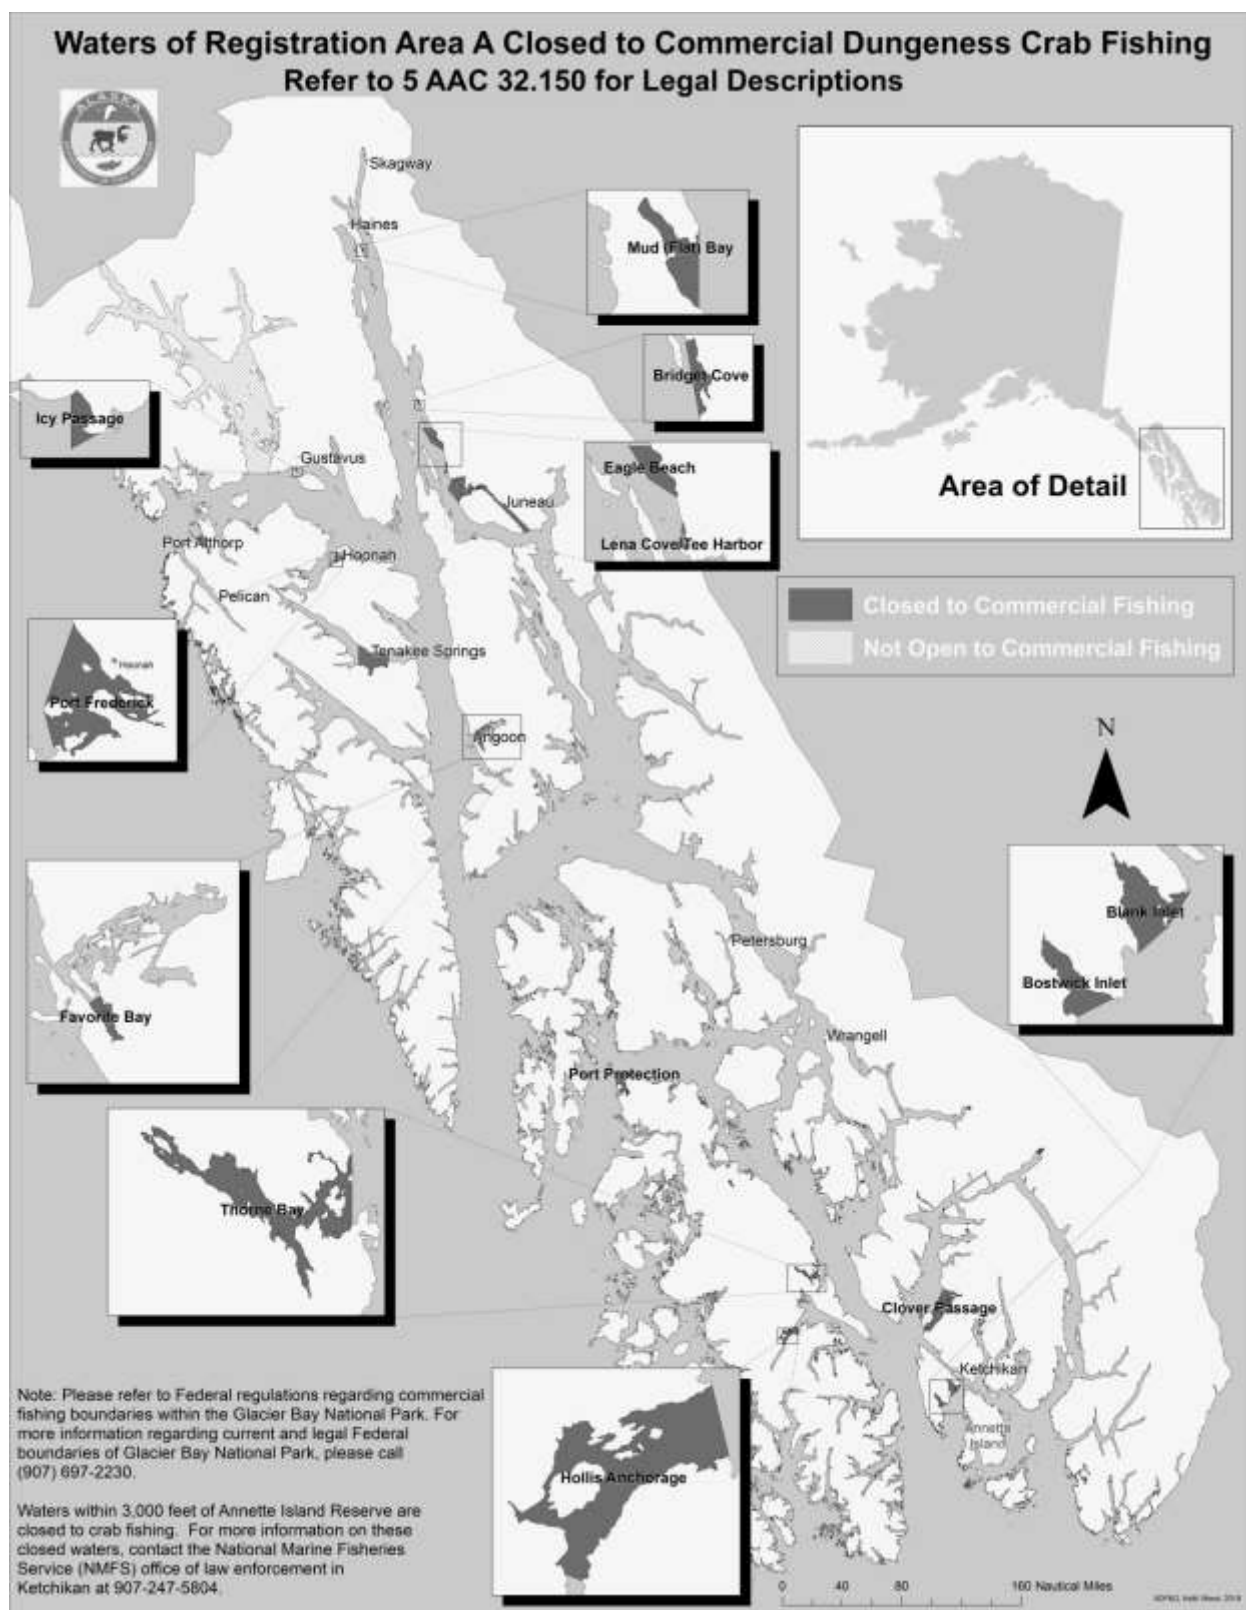 Waters of Registration Area A Closed to Commercial Dungeness Crab Fishing
Refer to 5 AAC 32.150 for Legal Descriptions
ALASKA
Skagway
Haines
Mud (Flat) Bay
Bridget Cove
Icy Passage
Gustavus
Eagle Beach
Juneau
Lena Cove/Tee Harbor
Area of Detail
Port Althorp
Hoonah
Pelican
Closed to Commercial Fishing
Not Open to Commercial Fishing
Tenakee Springs
Hoonah
Port Frederick
Angoon
N
Blank Inlet
Bostwick Inlet
Petersburg
Favorite Bay
Wrangell
Port Protection
Thorne Bay
Clover Passage
Ketchikan
Annette
Island
Hollis Anchorage
Note: Please refer to Federal regulations regarding commercial
fishing boundaries within the Glacier Bay National Park. For
more information regarding current and legal Federal
boundaries of Glacier Bay National Park, please call
(907) 697-2230.
Waters within 3,000 feet of Annette Island Reserve are
closed to crab fishing. For more information on these
closed waters, contact the National Marine Fisheries
Service (NMFS) office of law enforcement in
Ketchikan at 907-247-5804.
0 40 80 160 Nautical Miles